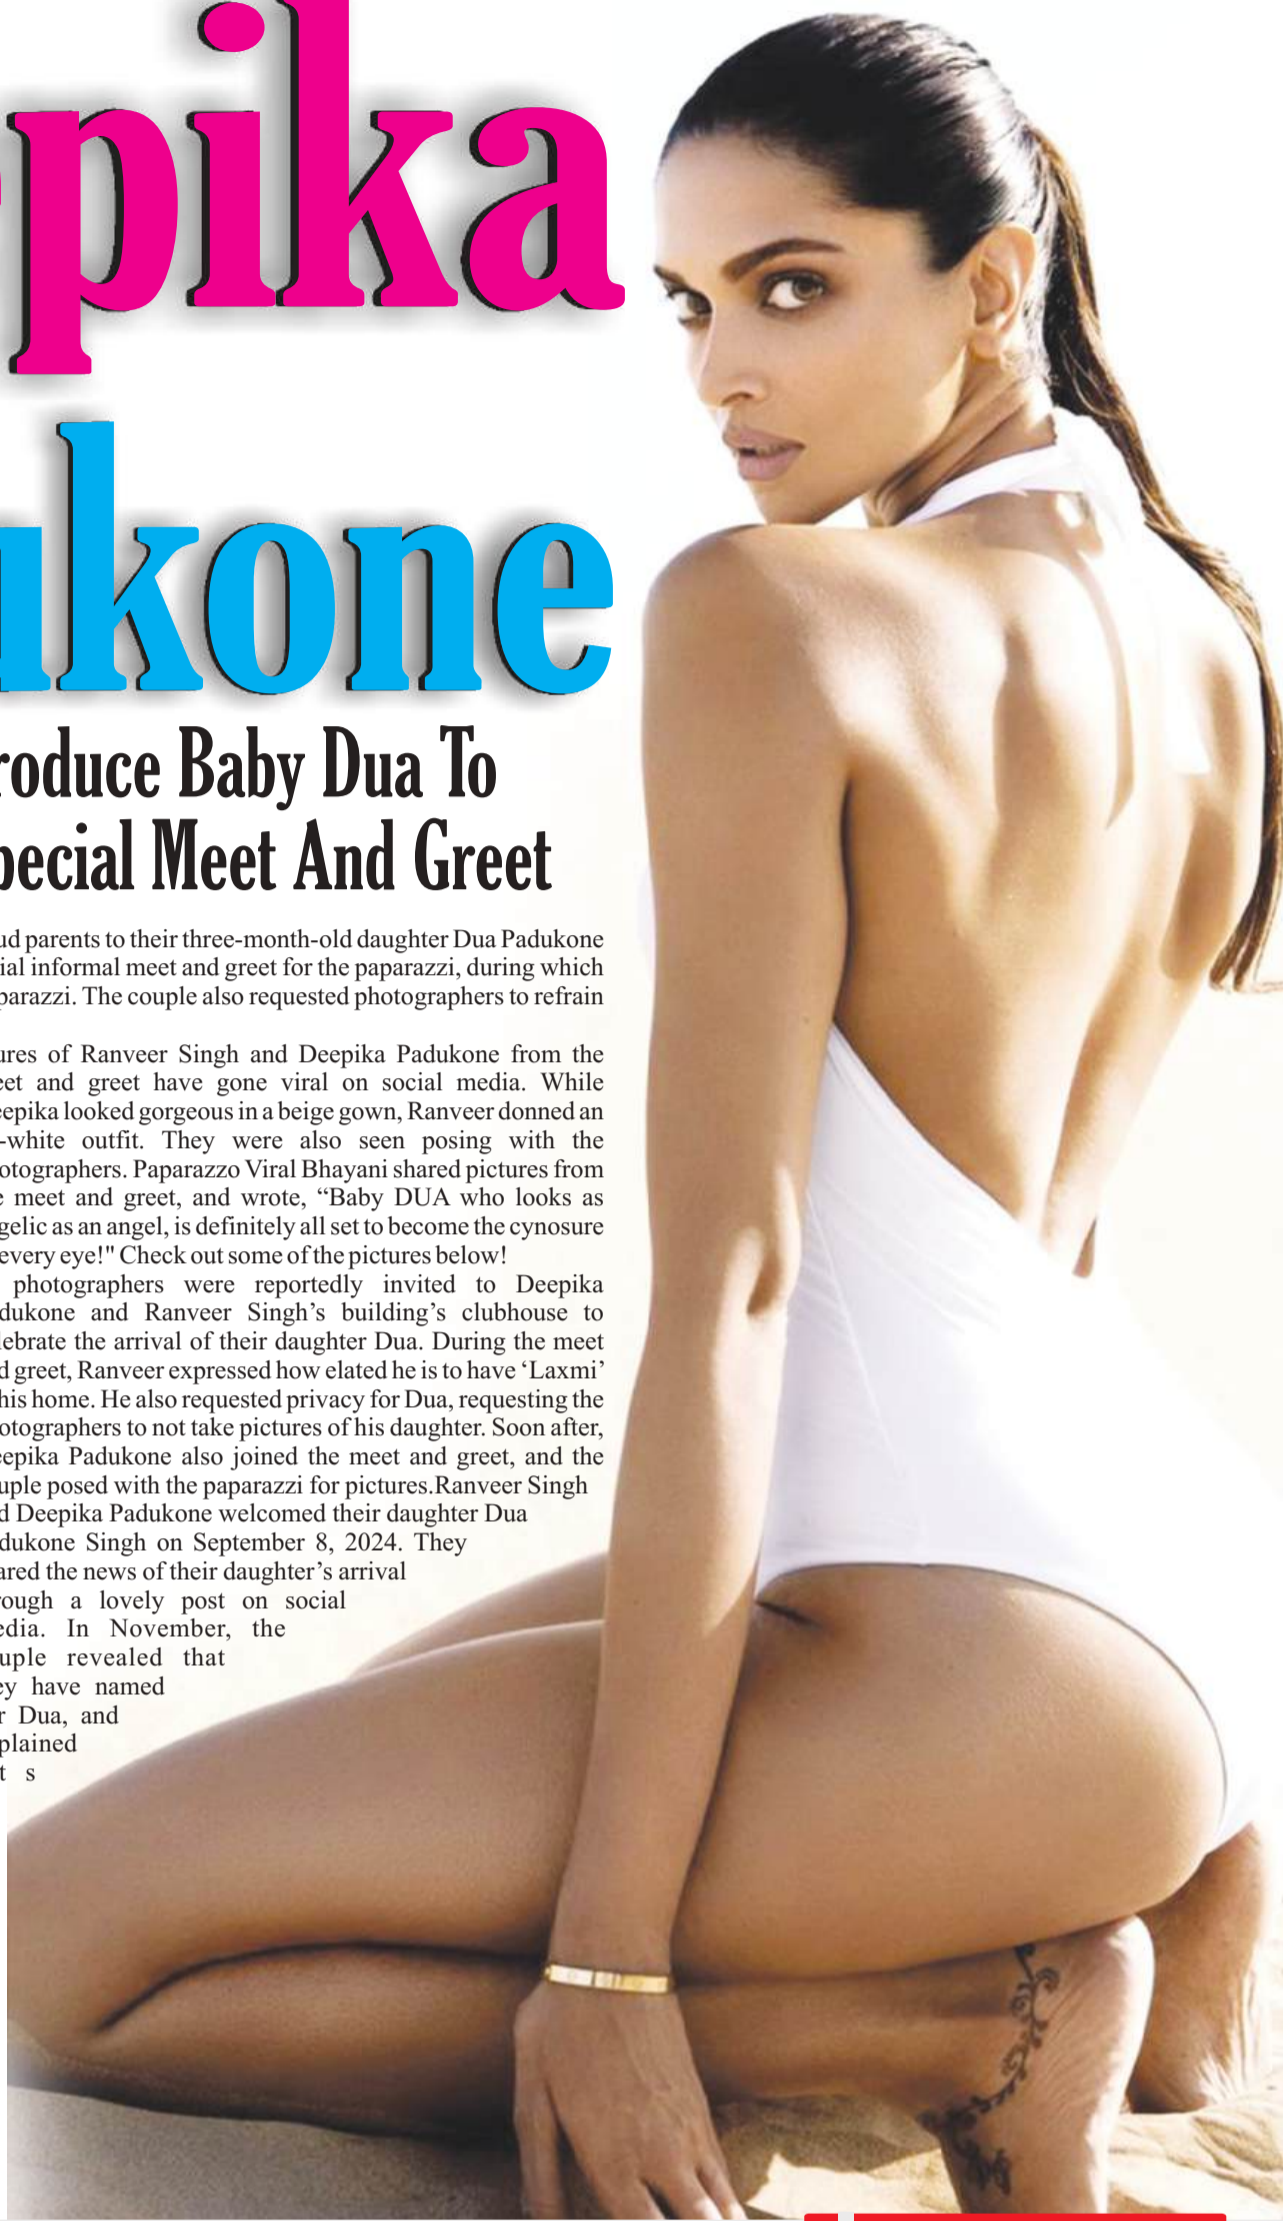 pika
ukone
roduce Baby Dua To
pecial Meet And Greet
ud parents to their three-month-old daughter Dua Padukone
ial informal meet and greet for the paparazzi, during which
parazzi. The couple also requested photographers to refrain
ures of Ranveer Singh and Deepika Padukone from the
eet and greet have gone viral on social media. While
eepika looked gorgeous in a beige gown, Ranveer donned an
-white outfit. They were also seen posing with the
otographers. Paparazzo Viral Bhayani shared pictures from
e meet and greet, and wrote, “Baby DUA who looks as
gelic as an angel, is definitely all set to become the cynosure
every eye!" Check out some of the pictures below!
photographers were reportedly invited to Deepika
dukone and Ranveer Singh’s building’s clubhouse to
lebrate the arrival of their daughter Dua. During the meet
d greet, Ranveer expressed how elated he is to have ‘Laxmi’
his home. He also requested privacy for Dua, requesting the
otographers to not take pictures of his daughter. Soon after,
eepika Padukone also joined the meet and greet, and the
uple posed with the paparazzi for pictures.Ranveer Singh
d Deepika Padukone welcomed their daughter Dua
dukone Singh on September 8, 2024. They
ared the news of their daughter’s arrival
rough a lovely post on social
edia. In November, the
uple revealed that
ey have named
r Dua, and
plained
t s